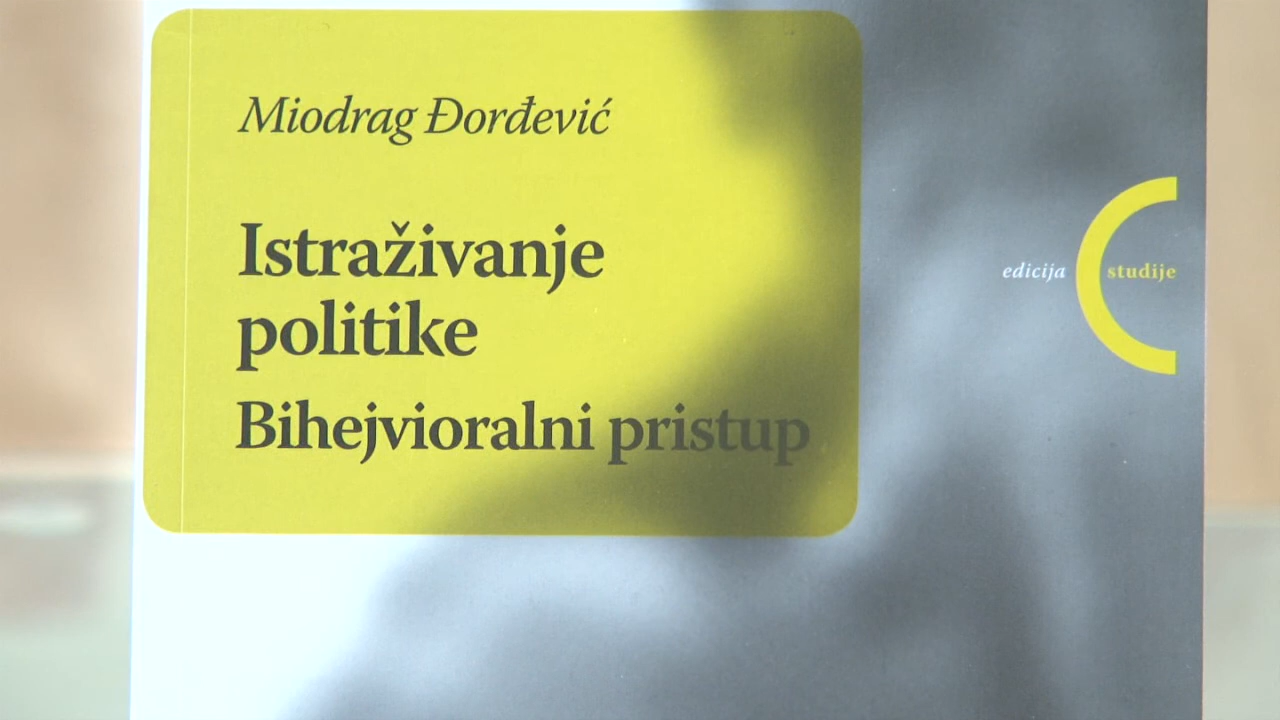 Miodrag Đorđević
Istraživanje
politike
Bihejvioralni pristup
edicija studije